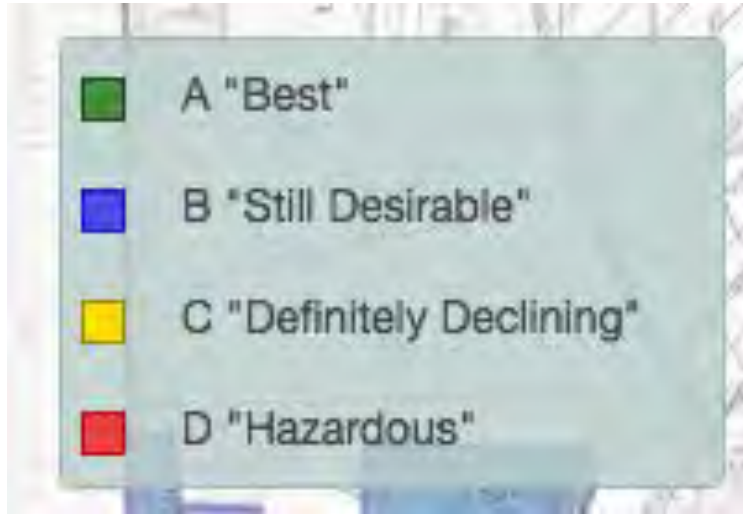 A "Best"
B "Still Desirable"
C "Definitely Declining"
D "Hazardous"